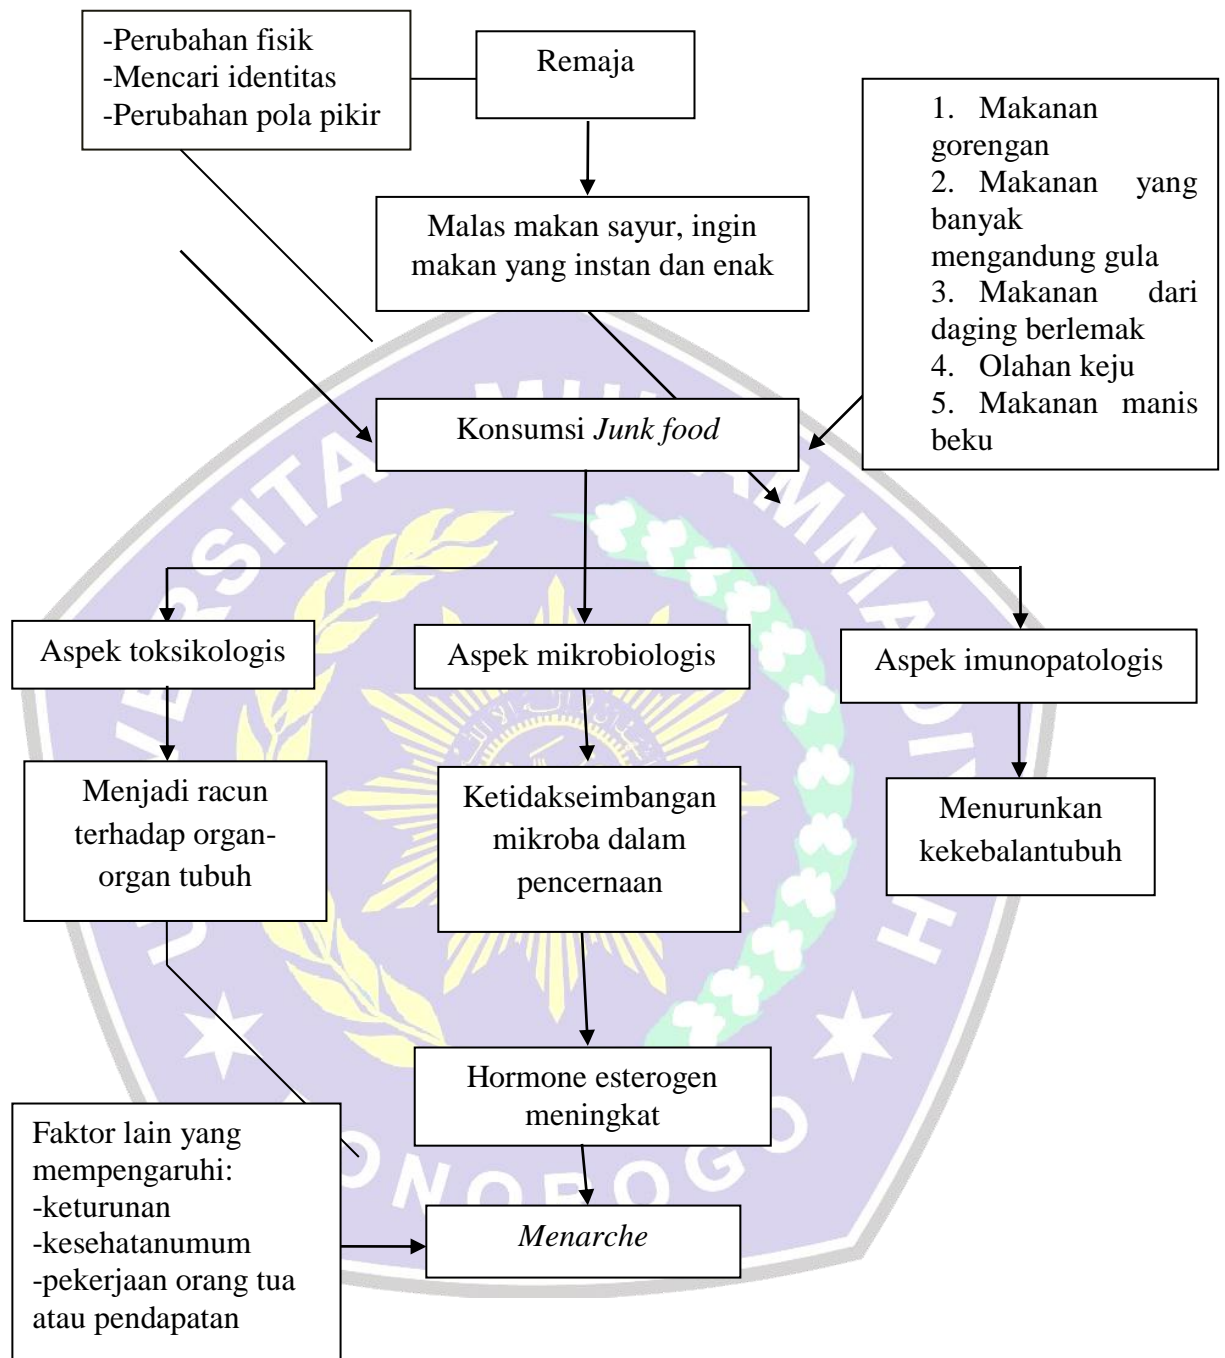 -Perubahan fisik
-Mencari identitas
-Perubahan pola pikir
Remaja
1. Makanan
gorengan
2. Makanan yang
banyak
mengandung gula
3. Makanan dari
daging berlemak
4. Olahan keju
5. Makanan manis
beku
Malas makan sayur, ingin
makan yang instan dan enak
Konsumsi Junk food
Aspek toksikologis
Aspek mikrobiologis
Aspek imunopatologis
Menjadi racun
terhadap organ-
organ tubuh
Ketidakseimbangan
mikroba dalam
pencernaan
Menurunkan
kekebalantubuh
Hormone esterogen
meningkat
Faktor lain yang
mempengaruhi:
-keturunan
-kesehatanumum
-pekerjaan orang tua
atau pendapatan
Menarche